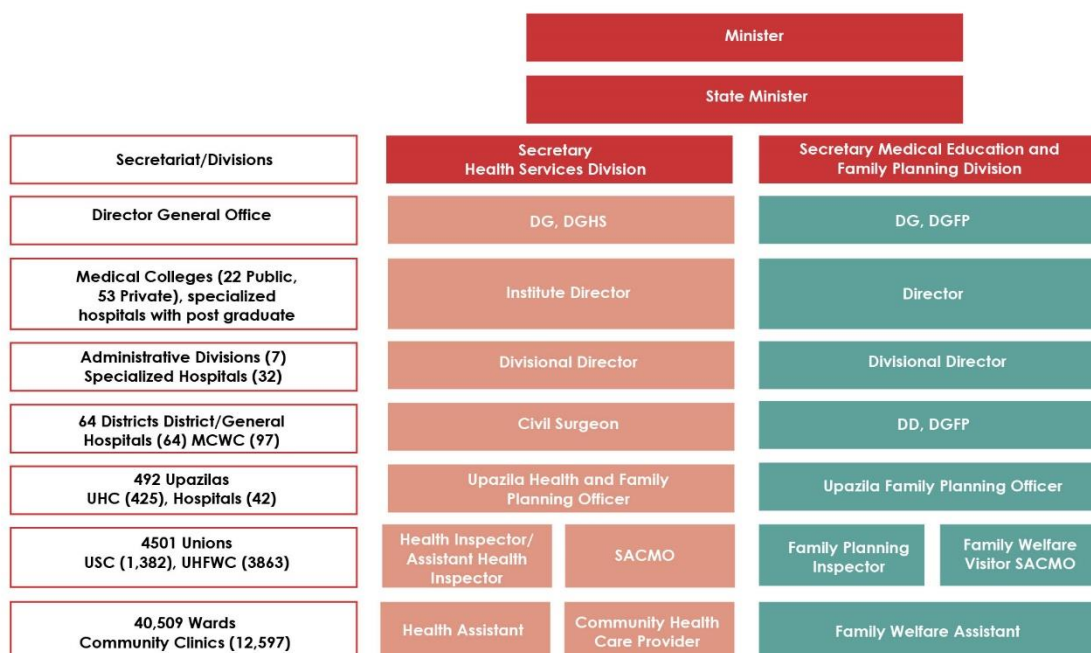 Minister
State Minister
Secretariat/Divisions
Secretary
Health Services Division
Secretary Medical Education and
Family Planning Division
Director General Office
DG, DGHS
DG, DGFP
Medical Colleges (22 Public,
53 Private), specialized
hospitals with post graduate
Institute Director
Director
Administrative Divisions (7)
Specialized Hospitals (32)
Divisional Director
Divisional Director
64 Districts District/General
Hospitals (64) MCWC (97)
Civil Surgeon
DD, DGFP
492 Upazilas
UHC (425), Hospitals (42)
Upazila Health and Family
Planning Officer
Upazila Family Planning Officer
4501 Unions
USC (1,382), UHFWC (3863)
Health Inspector/
Assistant Health
Inspector
SACMO
Family Planning
Inspector
Family Welfare
Visitor SACMO
40,509 Wards
Community Clinics (12,597)
Health Assistant
Community Health
Care Provider
Family Welfare Assistant